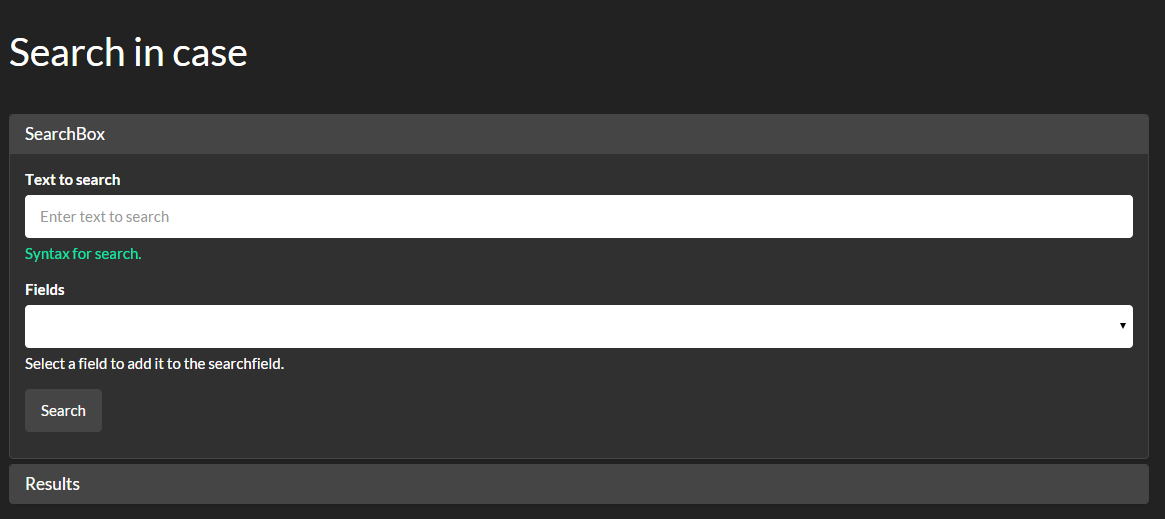 Search in case
SearchBox
Text to search
Enter text to search
Syntax for search.
Fields
Select a field to add it to the searchfield.
Search
Results